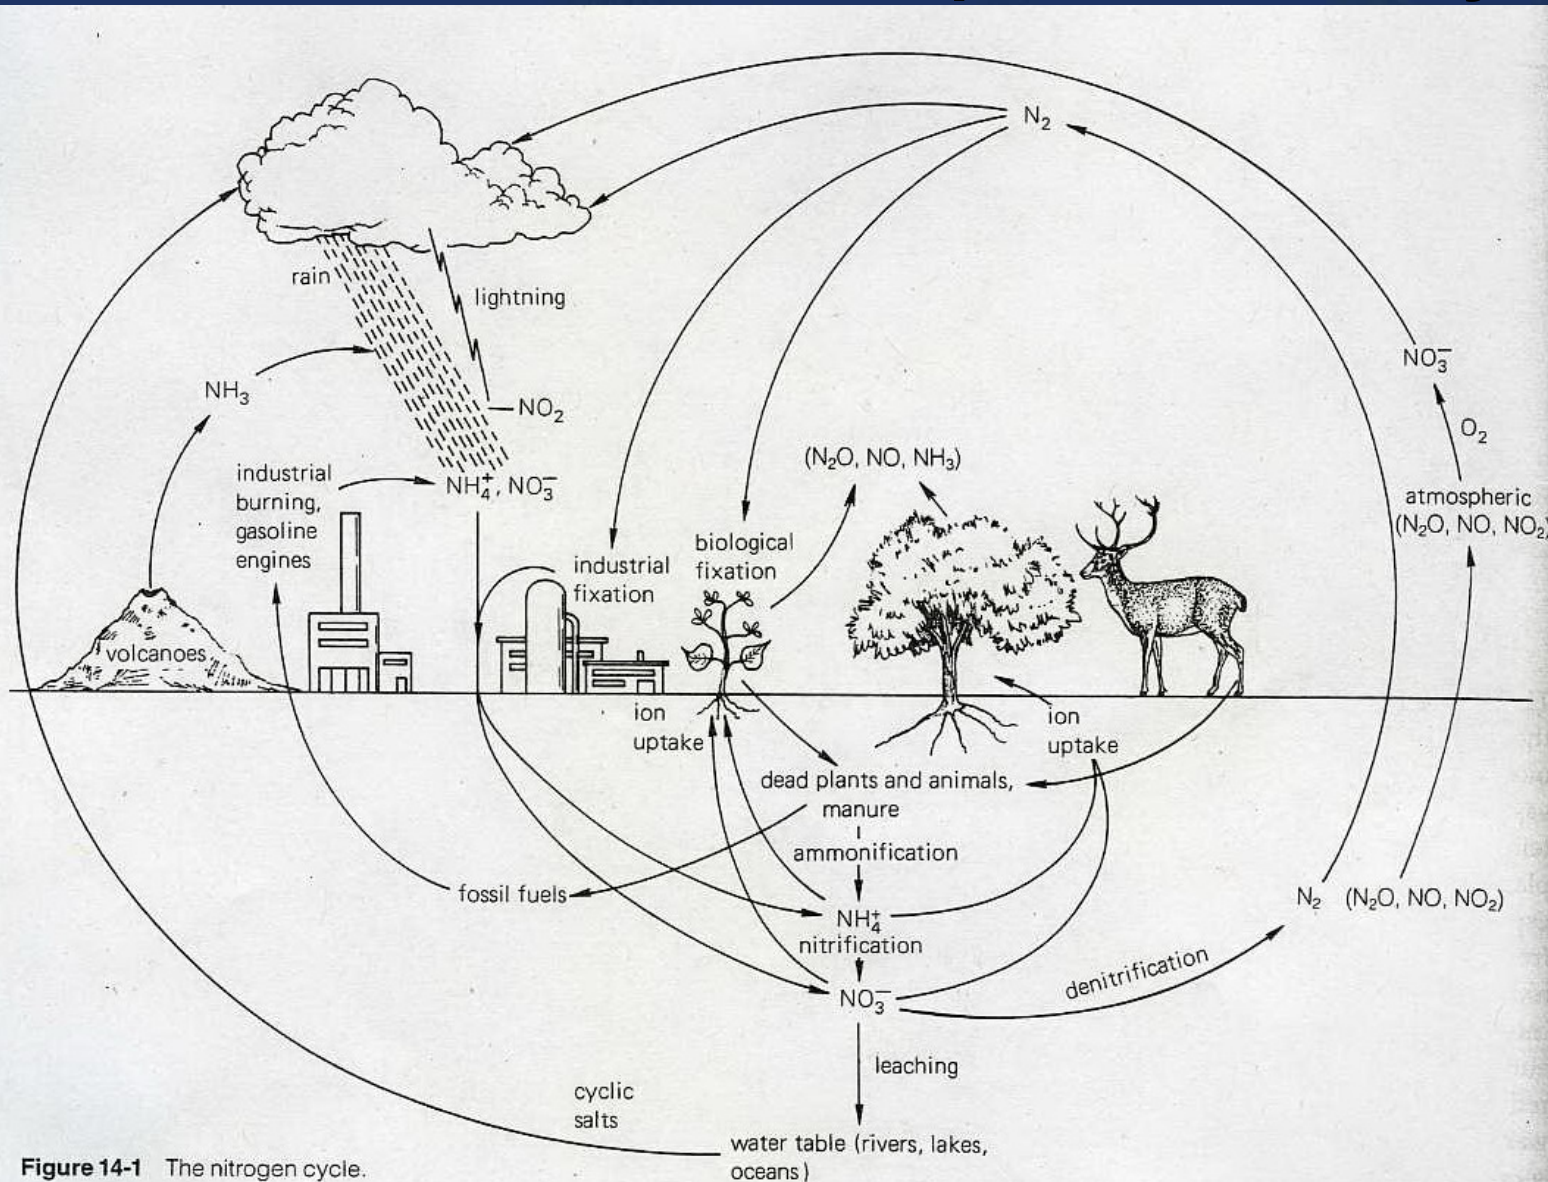 N₂
rain
lightning
NO₃⁻
NH₃
NO₂
O₂
(N₂O, NO, NH₃)
industrial
burning,
gasoline
engines
NH₄⁺, NO₃⁻
atmospheric
(N₂O, NO, NO₂)
biological
fixation
industrial
fixation
volcanoes
ion
uptake
ion
uptake
dead plants and animals,
manure
ammonification
fossil fuels
NH₄⁺
N₂ (N₂O, NO, NO₂)
nitrification
NO₃⁻
denitrification
leaching
cyclic
salts
water table (rivers, lakes,
oceans)
Figure 14-1 The nitrogen cycle.